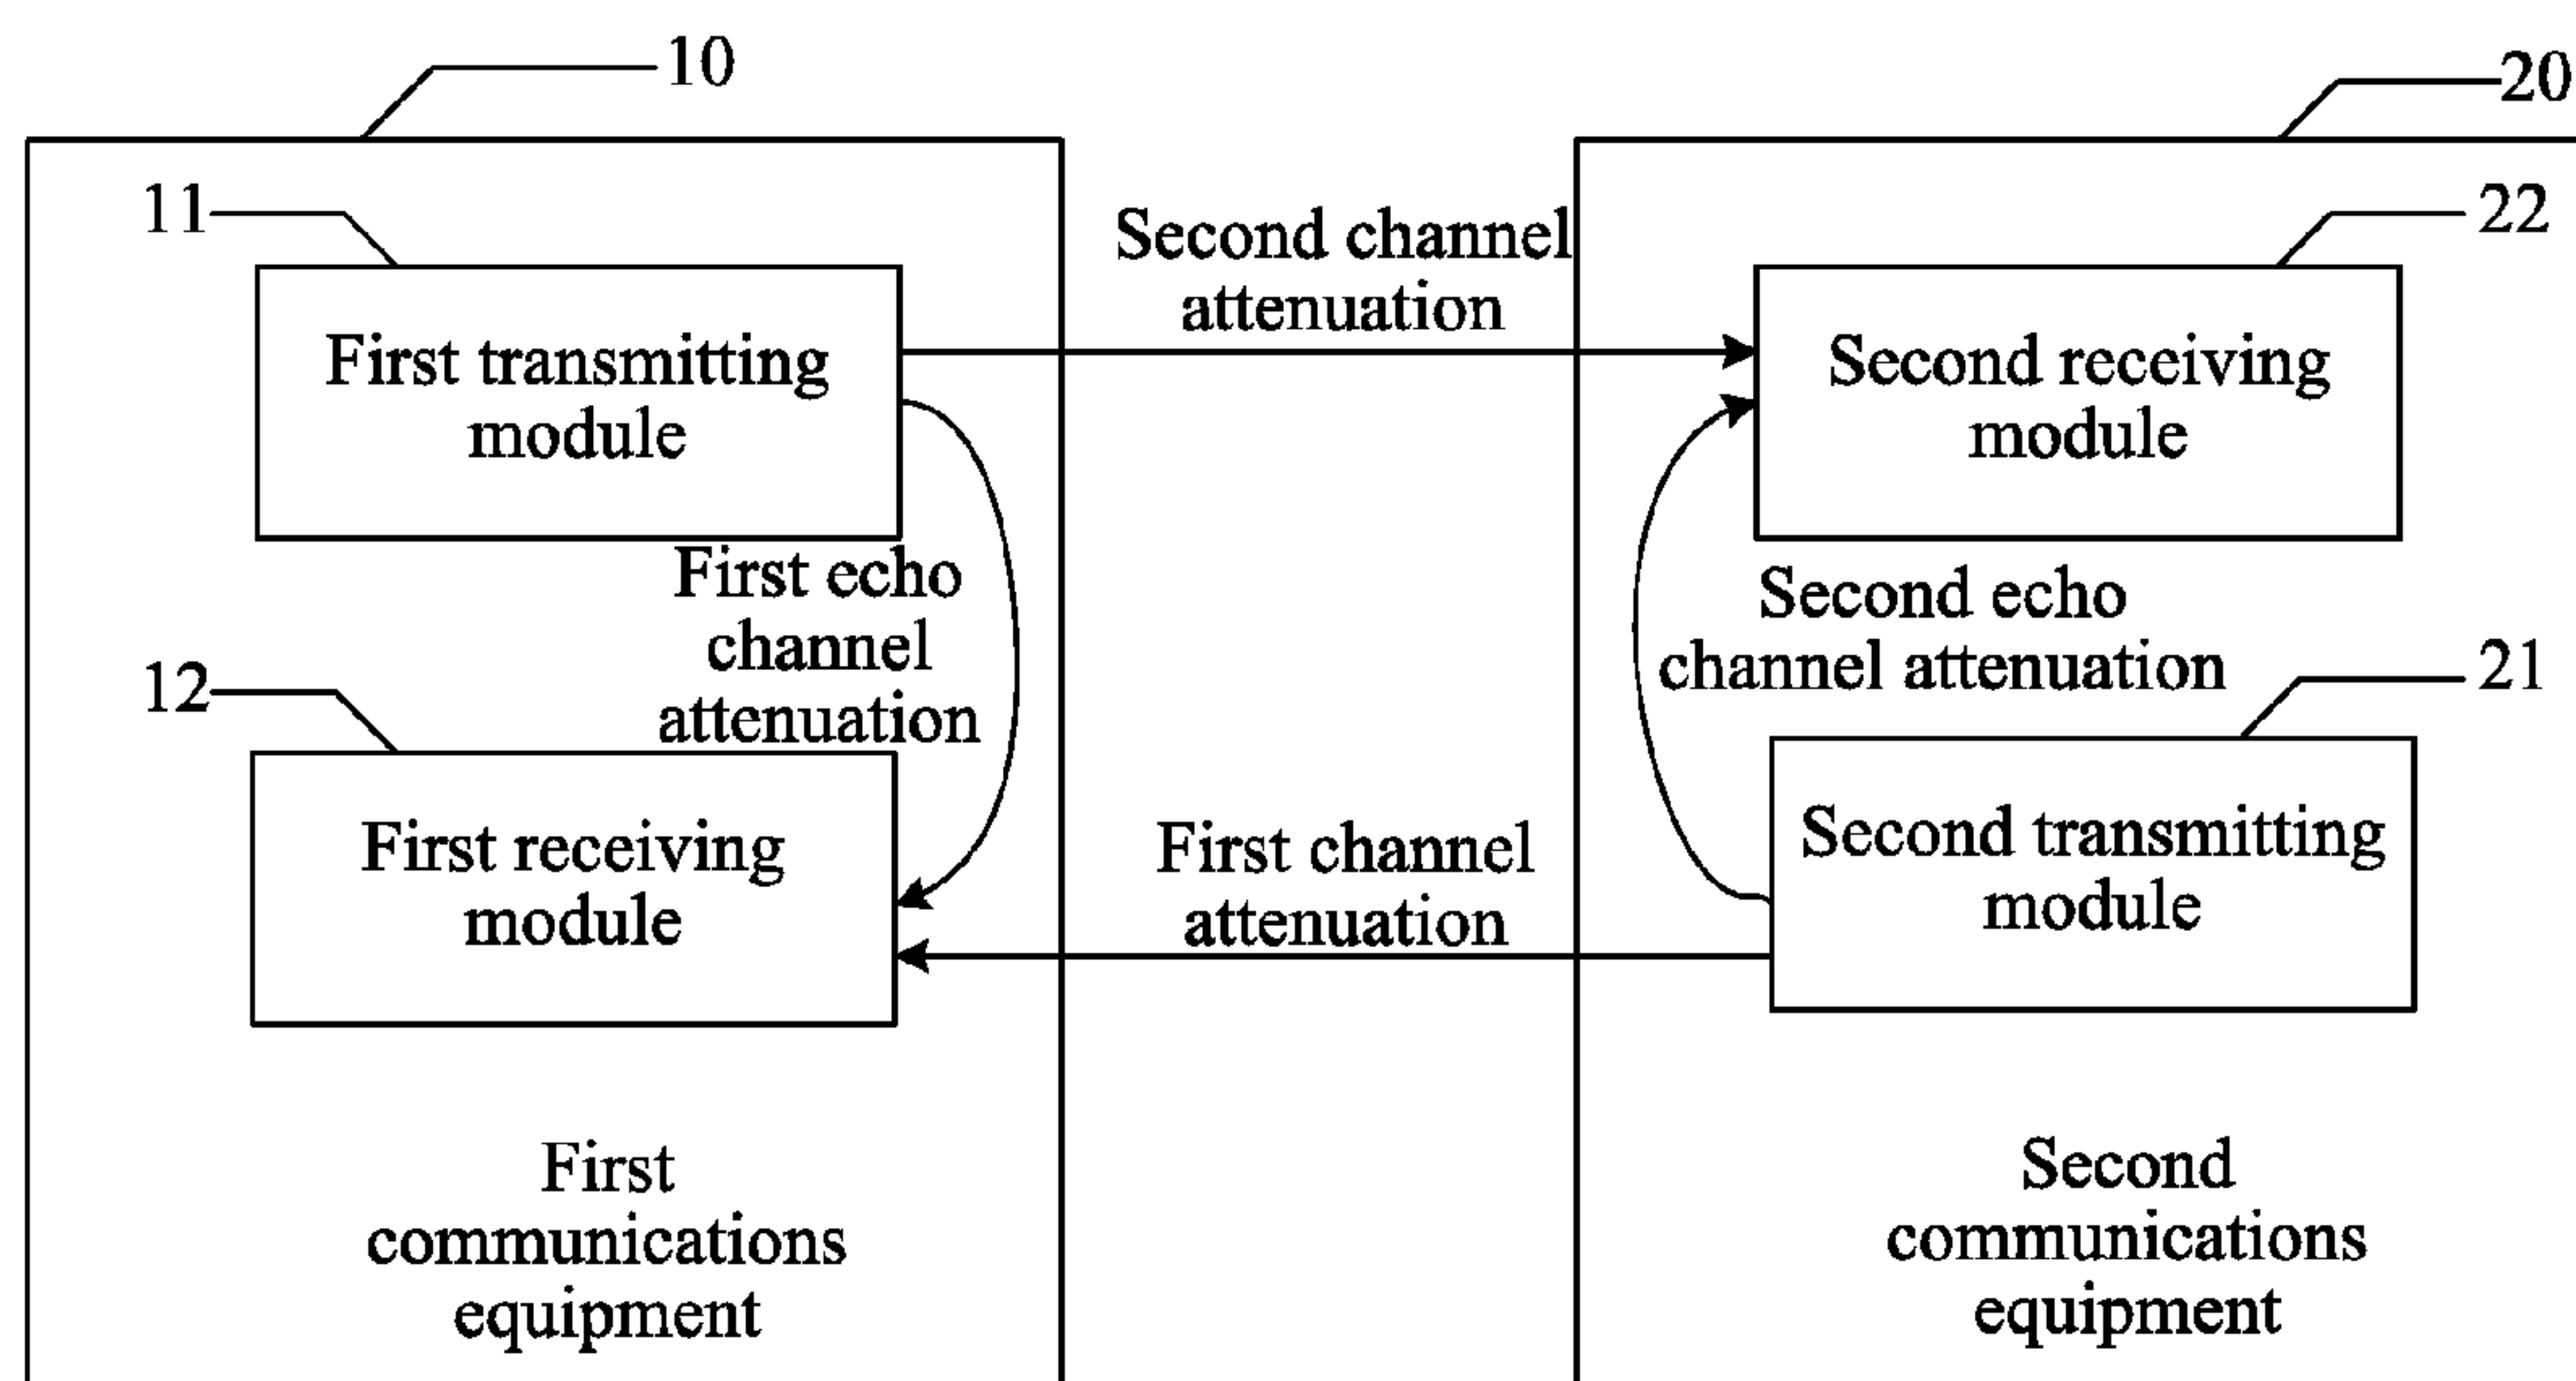 10
20
11
22
Second channel
attenuation
First transmitting
module
Second receiving
module
First echo
channel
attenuation
Second echo
channel attenuation
12
21
First receiving
module
First channel
attenuation
Second transmitting
module
First
communications
equipment
Second
communications
equipment